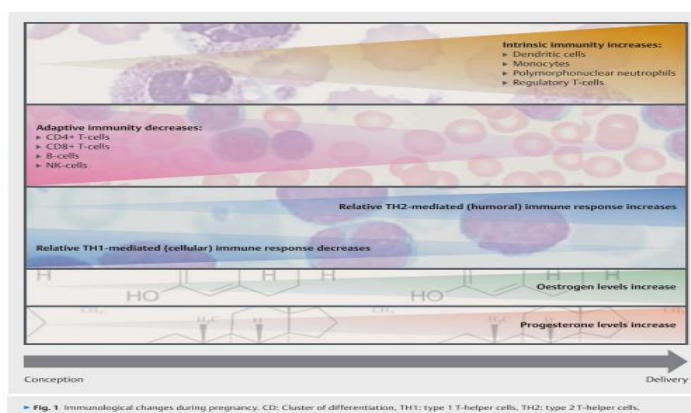 Intrinsic immunity increases:
▸ Dendritic cells
▸ Monocytes
▸ Polymorphonuclear neutrophils
▸ Regulatory T-cells
Adaptive immunity decreases:
▸ CD4+ T-cells
▸ CD8+ T-cells
▸ B-cells
▸ NK-cells
Relative TH2-mediated (humoral) immune response increases
Relative TH1-mediated (cellular) immune response decreases
H H H H H
HO HO
Oestrogen levels increase
H₃C H H
Progesterone levels increase
Conception Delivery
▸ Fig. 1 Immunological changes during pregnancy. CD: Cluster of differentiation, TH1: type 1 T-helper cells, TH2: type 2 T-helper cells.